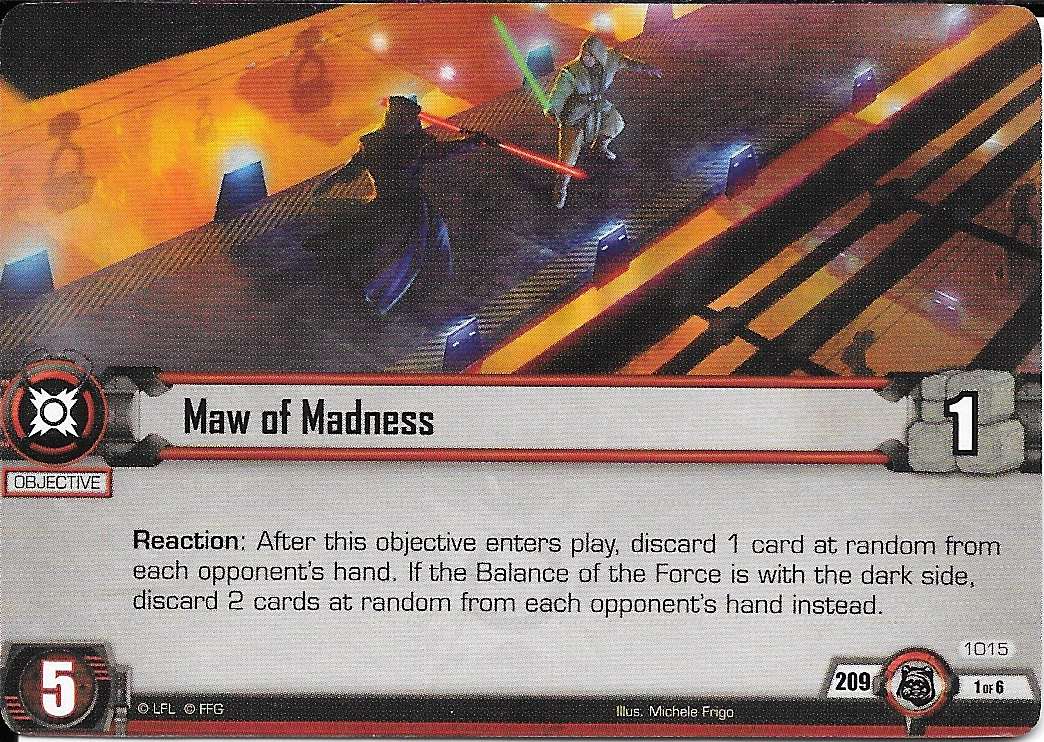 Maw of Madness
1
OBJECTIVE
Reaction: After this objective enters play, discard 1 card at random from
each opponent's hand. If the Balance of the Force is with the dark side,
discard 2 cards at random from each opponent's hand instead.
1015
5
209
1 OF 6
© LFL © FFG
Illus. Michele Frigo